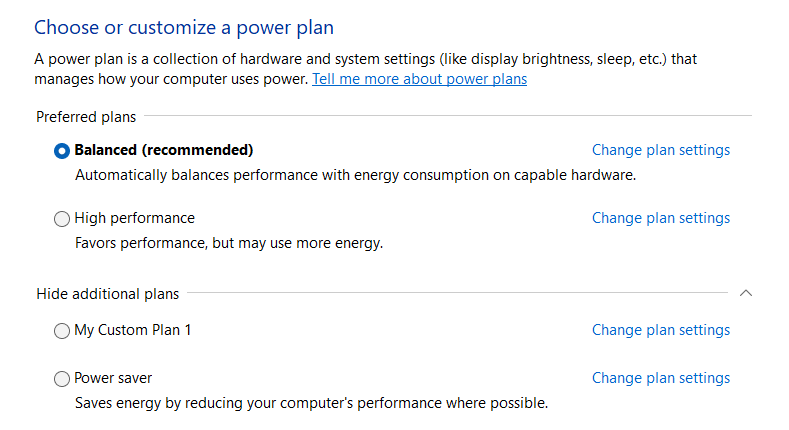 Choose or customize a power plan
A power plan is a collection of hardware and system settings (like display brightness, sleep, etc.) that
manages how your computer uses power. Tell me more about power plans
Preferred plans
Balanced (recommended) Change plan settings
Automatically balances performance with energy consumption on capable hardware.
High performance Change plan settings
Favors performance, but may use more energy.
Hide additional plans
My Custom Plan 1 Change plan settings
Power saver Change plan settings
Saves energy by reducing your computer's performance where possible.